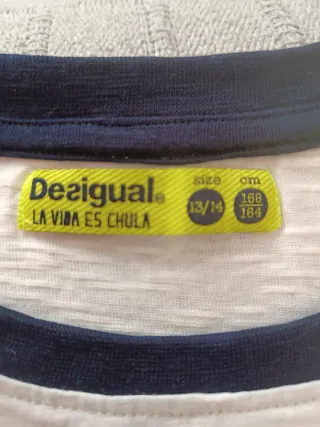 Desigual®
LA VIDA ES CHULA
size
13/14
cm
158
164